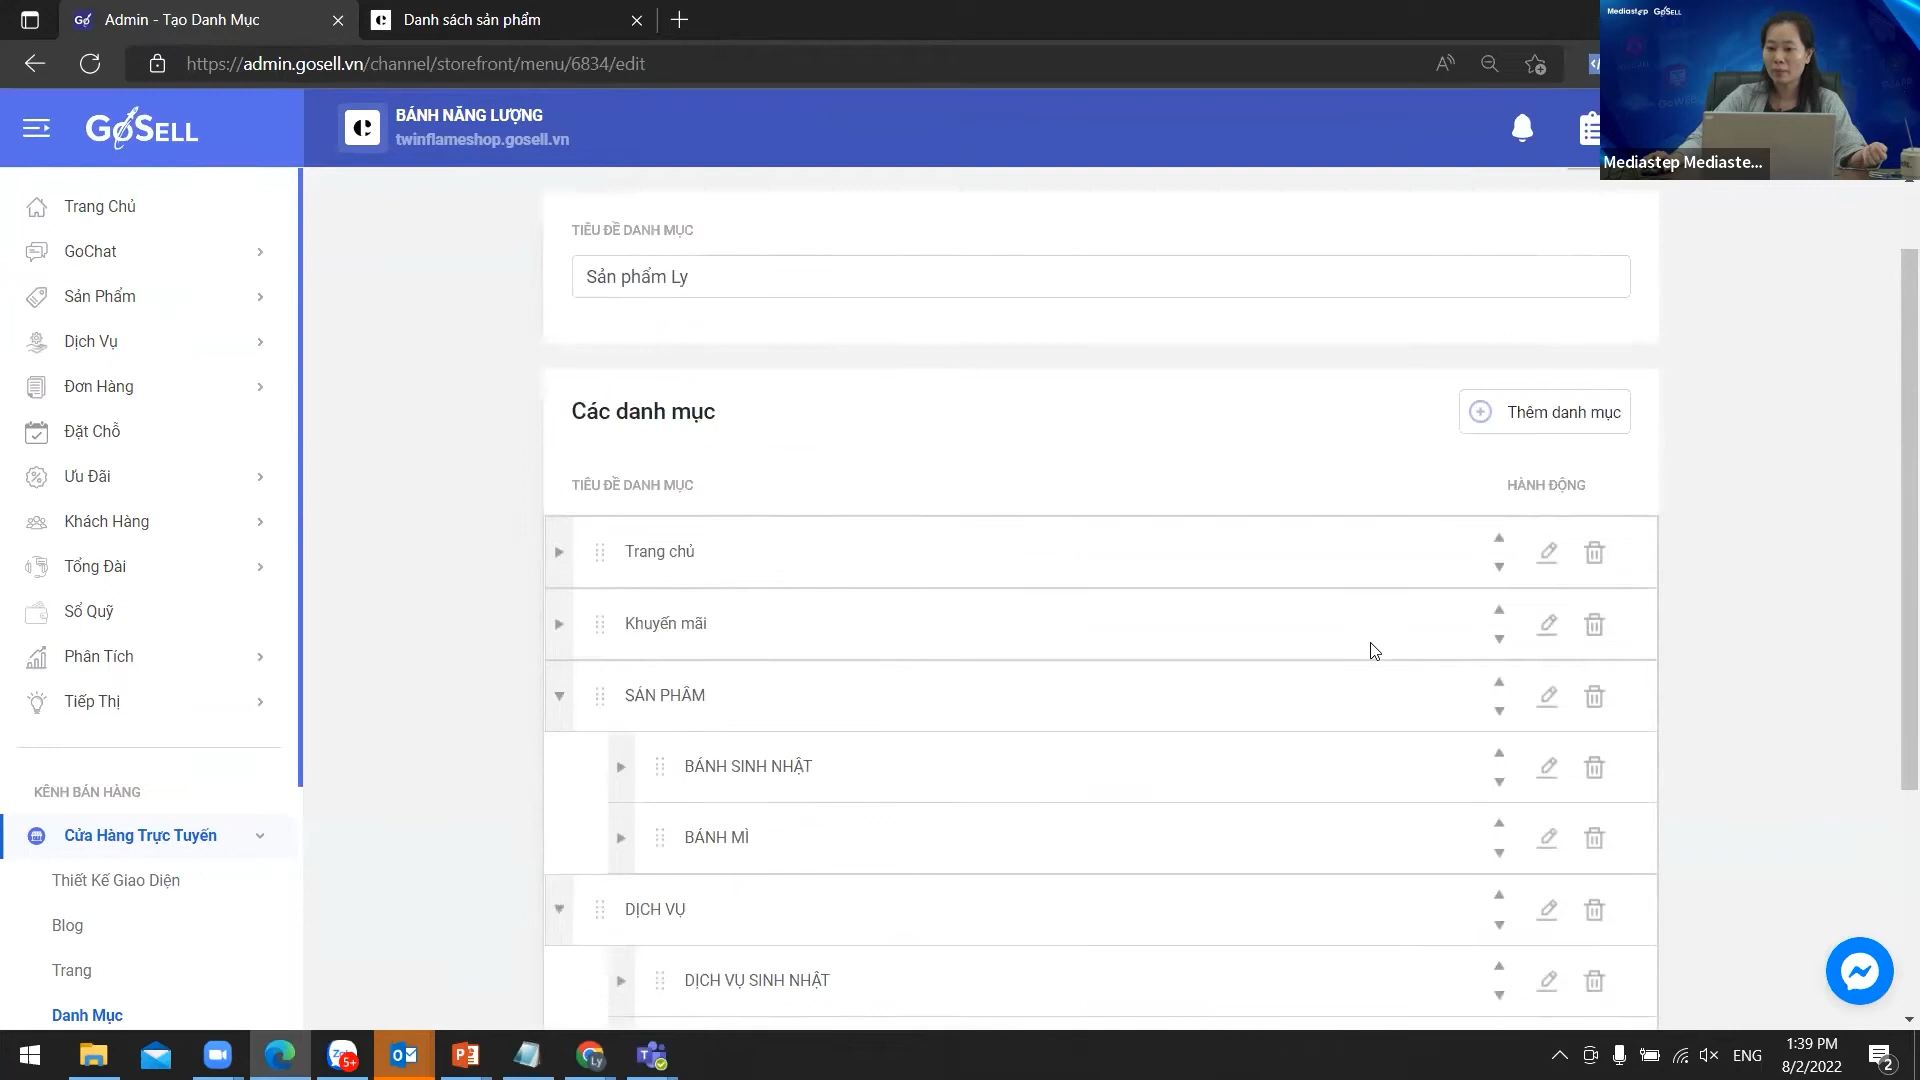 Admin - Tạo Danh Mục
Danh sách sản phẩm
https://admin.gosell.vn/channel/storefront/menu/6834/edit
GOSELL
BÁNH NĂNG LƯỢNG
twinflameshop.gosell.vn
Mediastep GOSELL
Mediastep Mediaste...
Trang Chủ
GoChat
Sản Phẩm
Dịch Vụ
Đơn Hàng
Đặt Chỗ
Ưu Đãi
Khách Hàng
Tổng Đài
Sổ Quỹ
Phân Tích
Tiếp Thị
KÊNH BÁN HÀNG
Cửa Hàng Trực Tuyến
Thiết Kế Giao Diện
Blog
Trang
Danh Mục
TIÊU ĐỀ DANH MỤC
Sản phẩm Ly
Các danh mục
Thêm danh mục
TIÊU ĐỀ DANH MỤC
HÀNH ĐỘNG
Trang chủ
Khuyến mãi
SẢN PHẨM
BÁNH SINH NHẬT
BÁNH MÌ
DỊCH VỤ
DỊCH VỤ SINH NHẬT
5+
Ly
ENG
1:39 PM
8/2/2022
2